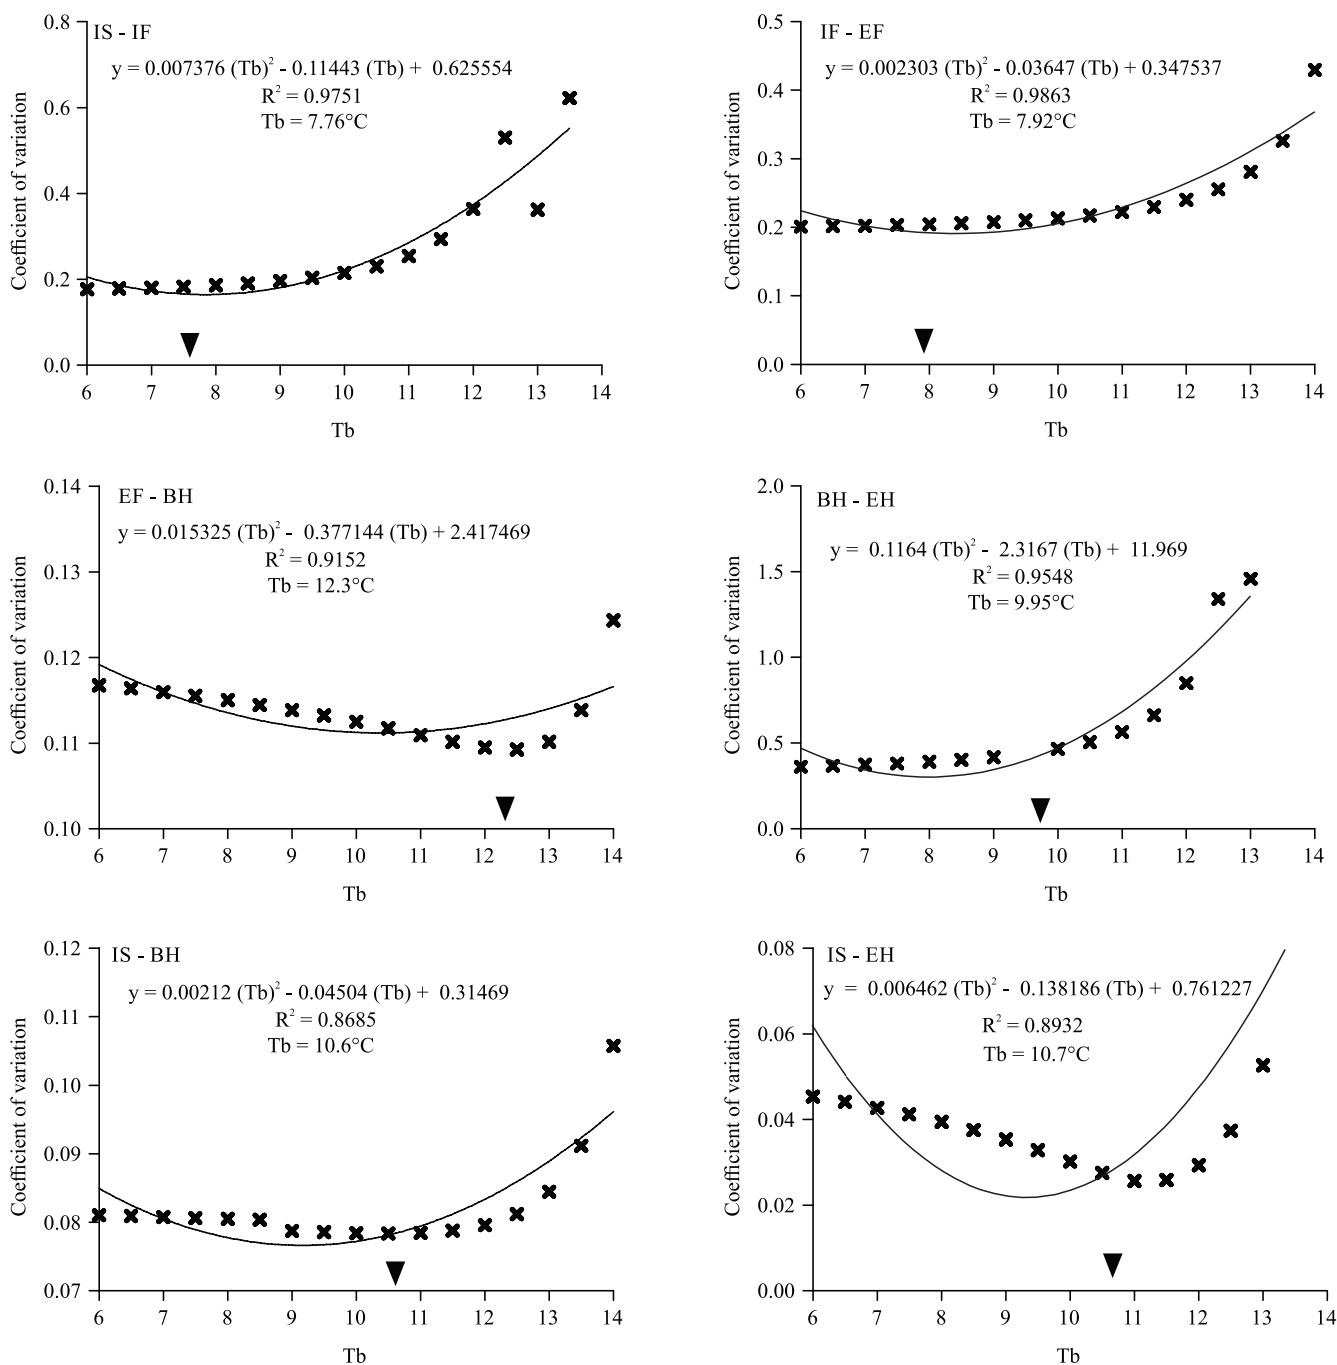 IS - IF
y = 0.007376 (Tb)² - 0.11443 (Tb) + 0.625554
R² = 0.9751
Tb = 7.76°C
Coefficient of variation
0.8
0.6
0.4
0.2
0.0
6 7 8 9 10 11 12 13 14
Tb
IF - EF
y = 0.002303 (Tb)² - 0.03647 (Tb) + 0.347537
R² = 0.9863
Tb = 7.92°C
Coefficient of variation
0.5
0.4
0.3
0.2
0.1
0.0
6 7 8 9 10 11 12 13 14
Tb
EF - BH
y = 0.015325 (Tb)² - 0.377144 (Tb) + 2.417469
R² = 0.9152
Tb = 12.3°C
Coefficient of variation
0.14
0.13
0.12
0.11
0.10
6 7 8 9 10 11 12 13 14
Tb
BH - EH
y = 0.1164 (Tb)² - 2.3167 (Tb) + 11.969
R² = 0.9548
Tb = 9.95°C
Coefficient of variation
2.0
1.5
1.0
0.5
0.0
6 7 8 9 10 11 12 13 14
Tb
IS - BH
y = 0.00212 (Tb)² - 0.04504 (Tb) + 0.31469
R² = 0.8685
Tb = 10.6°C
Coefficient of variation
0.12
0.11
0.10
0.09
0.08
0.07
6 7 8 9 10 11 12 13 14
Tb
IS - EH
y = 0.006462 (Tb)² - 0.138186 (Tb) + 0.761227
R² = 0.8932
Tb = 10.7°C
Coefficient of variation
0.08
0.06
0.04
0.02
0.00
6 7 8 9 10 11 12 13 14
Tb